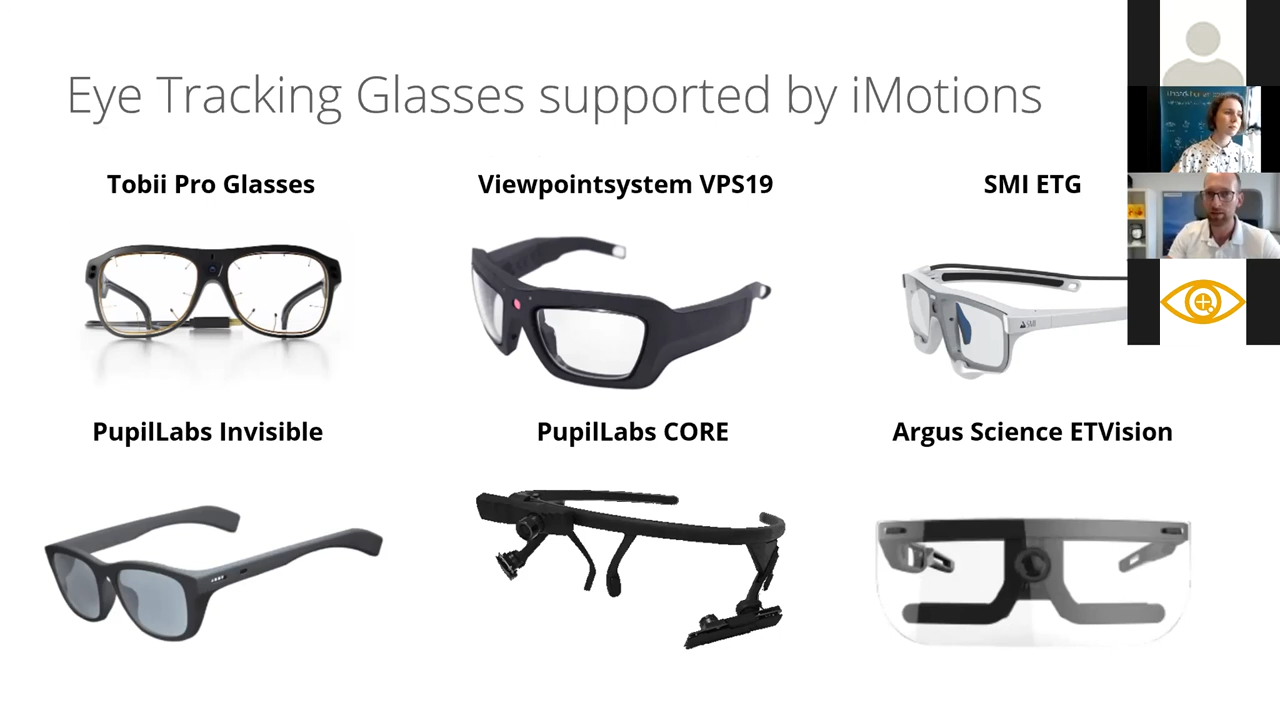 Eye Tracking Glasses supported by iMotions
Tobii Pro Glasses
Viewpointsystem VPS19
SMI ETG
SMI
PupilLabs Invisible
PupilLabs CORE
Argus Science ETVision